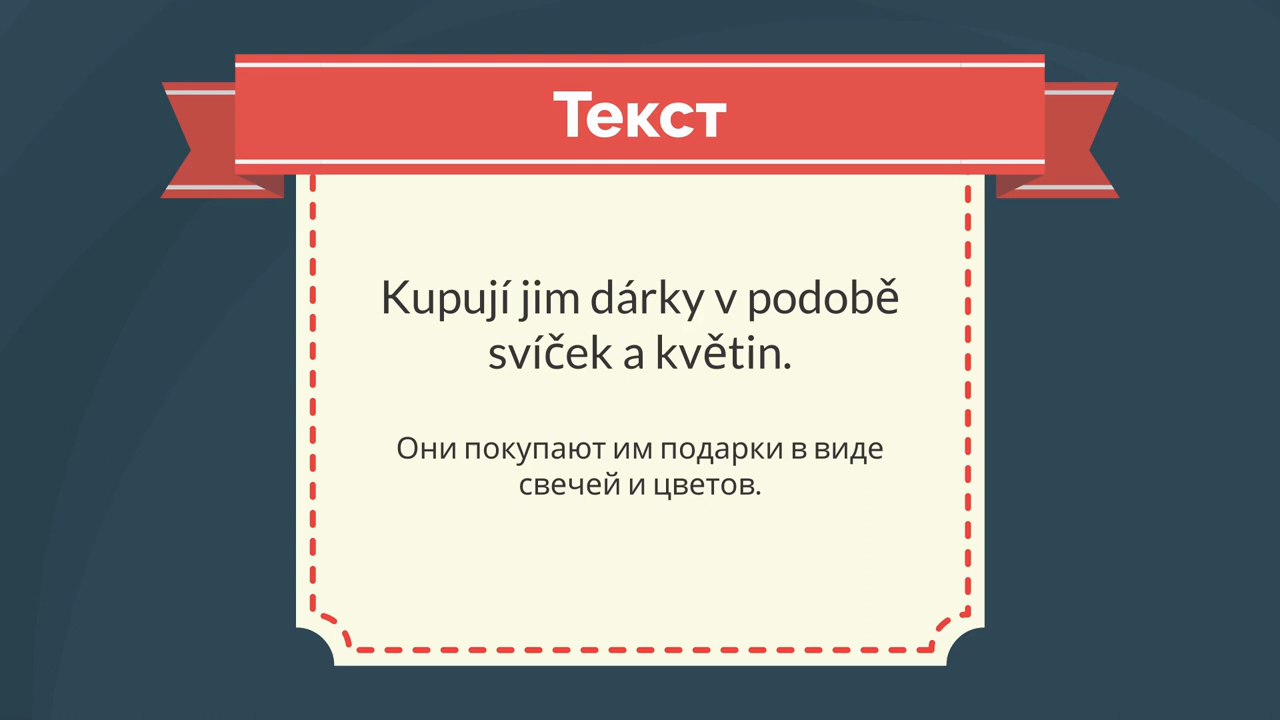 Текст
Kupují jim dárky v podobě
svíček a květin.
Они покупают им подарки в виде
свечей и цветов.